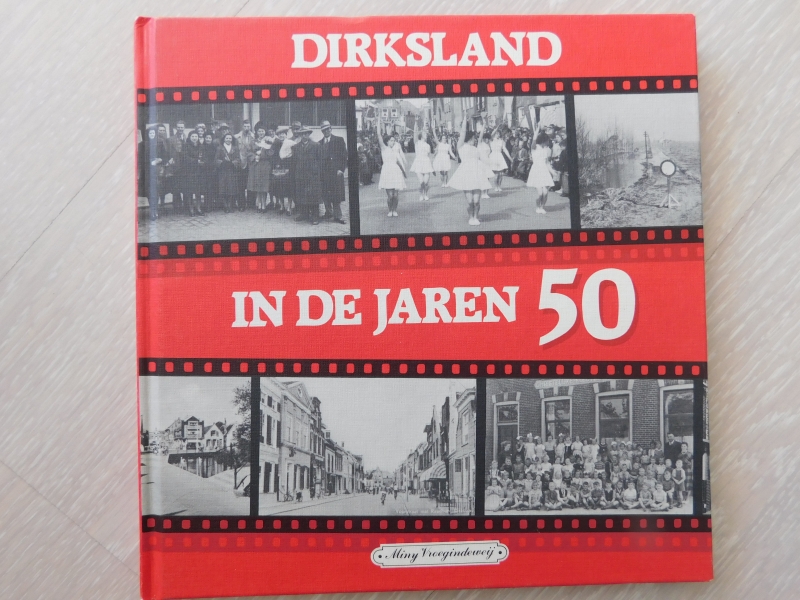 DIRKSLAND
IN DE JAREN 50
Miny Vroegindeweij